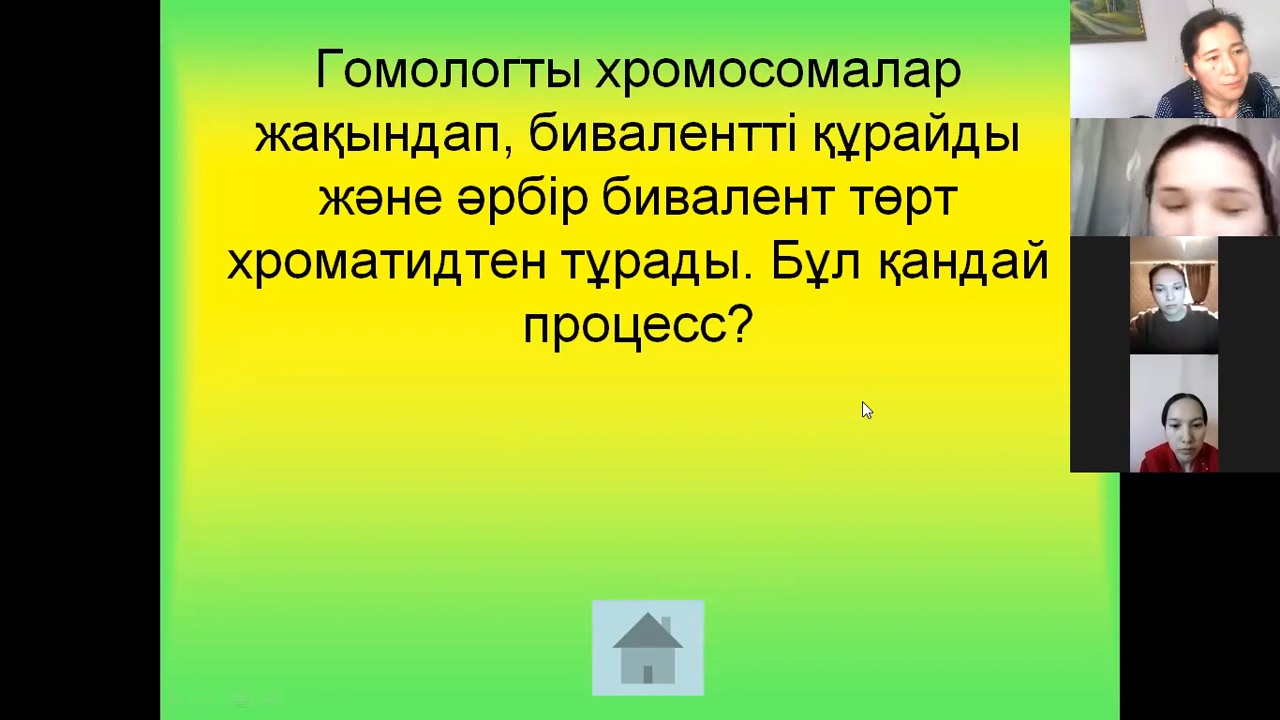 Гомологты хромосомалар
жақындап, бивалентті құрайды
және әрбір бивалент төрт
хроматидтен тұрады. Бұл қандай
процесс?